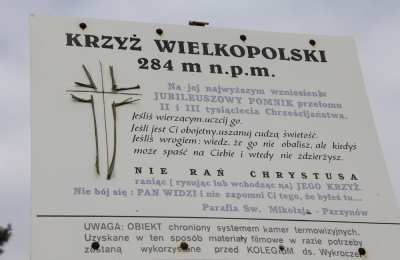 KRZYŻ WIELKOPOLSKI
284 m n.p.m.
Na jej najwyższym wzniesieniu
JUBILEUSZOWY POMNIK przełomu
II i III tysiąclecia Chrześcijaństwa.
Jeśli wierzącym.uczcij go.
Jeśli jest Ci obojętny.uszanuj cudzą świętość.
Jeśliś wrogiem: wiedz, że go nie obalisz, ale kiedyś
może spaść na Ciebie i wtedy nie zdzierżysz.
NIE RAŃ CHRYSTUSA
raniąc ( rysując lub wchodząc na) JEGO KRZYŻ.
Nie bój się : PAN WIDZI i nie zapomni Ci tego, że byłeś tu...
Parafia Św. Mikołaja - Parzynów
UWAGA: OBIEKT chroniony systemem kamer termowizyjnych.
Uzyskane w ten sposób materiały filmowe w razie potrzeby
zostaną wykorzystane przed KOLEGIUM ds. Wykroczeń